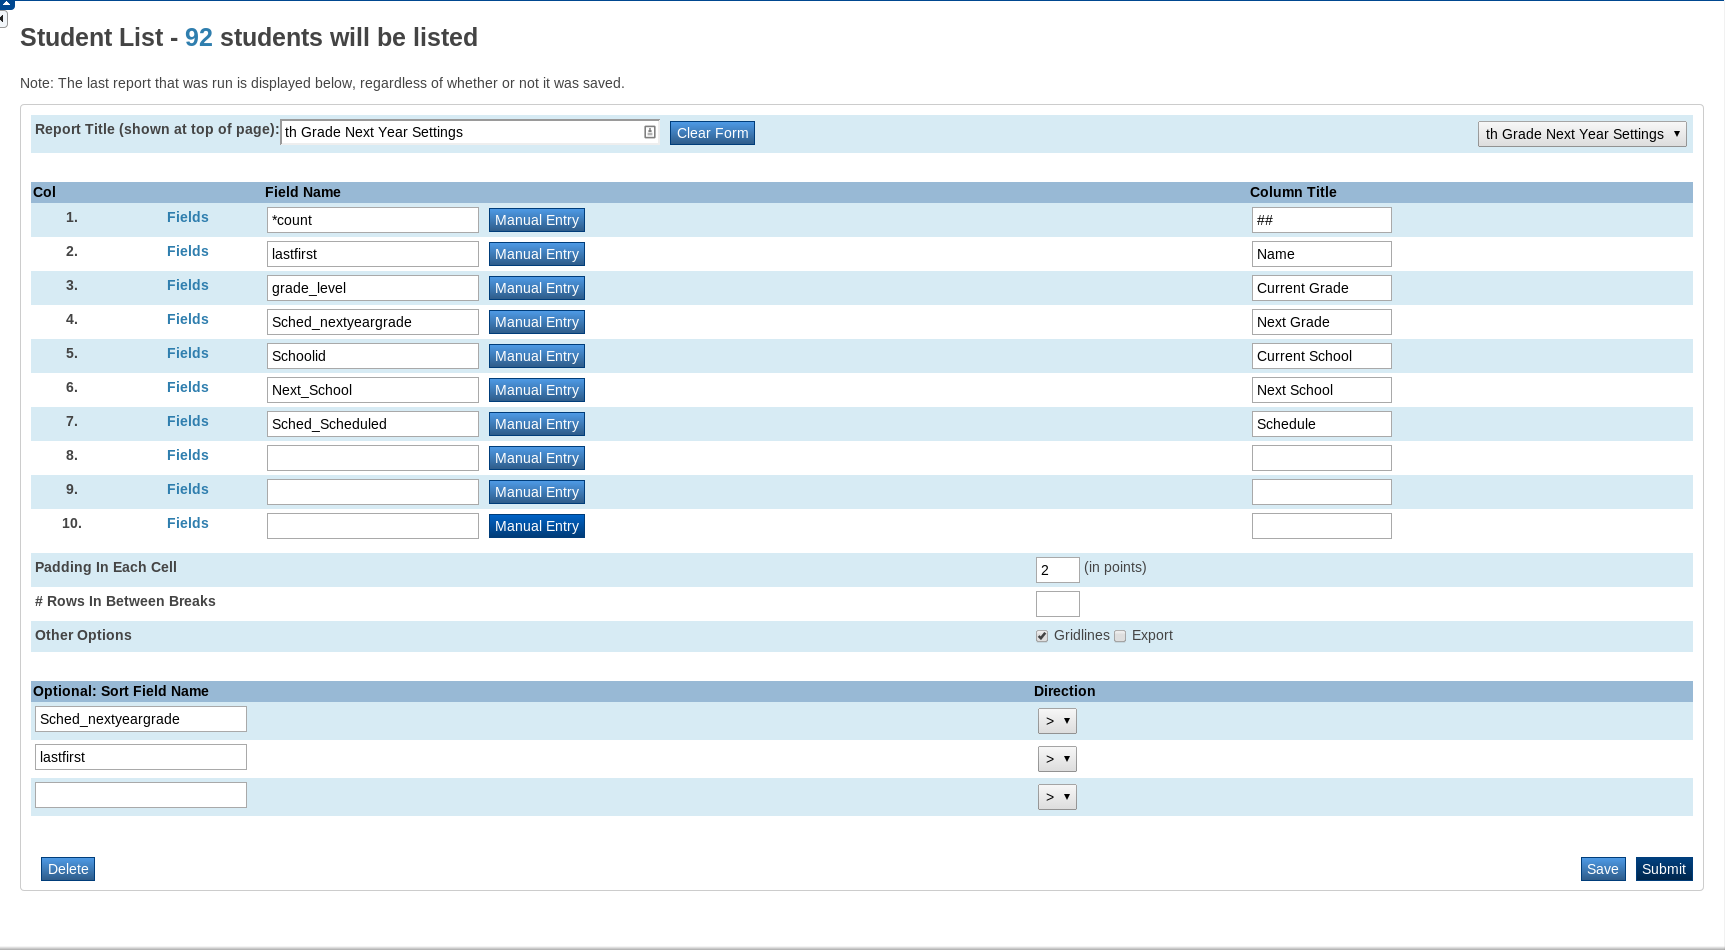 Student List - 92 students will be listed
Note: The last report that was run is displayed below, regardless of whether or not it was saved.
Report Title (shown at top of page): th Grade Next Year Settings Clear Form th Grade Next Year Settings
Col Field Name Column Title
1. Fields *count Manual Entry ##
2. Fields lastfirst Manual Entry Name
3. Fields grade_level Manual Entry Current Grade
4. Fields Sched_nextyeargrade Manual Entry Next Grade
5. Fields Schoolid Manual Entry Current School
6. Fields Next_School Manual Entry Next School
7. Fields Sched_Scheduled Manual Entry Schedule
8. Fields Manual Entry
9. Fields Manual Entry
10. Fields Manual Entry
Padding In Each Cell 2 (in points)
# Rows In Between Breaks
Other Options Gridlines Export
Optional: Sort Field Name Direction
Sched_nextyeargrade >
lastfirst >
>
Delete Save Submit